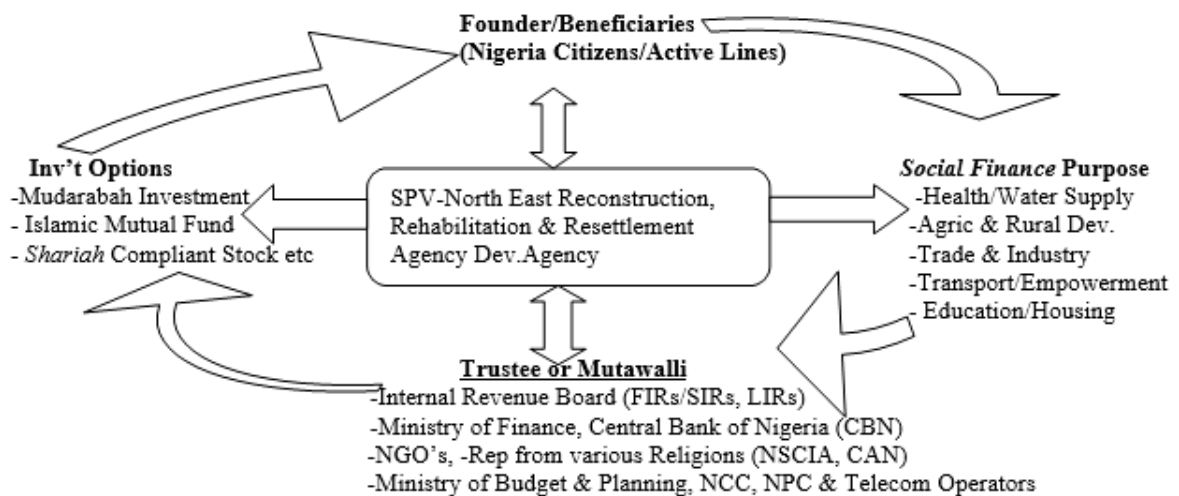 Founder/Beneficiaries
(Nigeria Citizens/Active Lines)
Inv't Options
-Mudarabah Investment
- Islamic Mutual Fund
- Shariah Compliant Stock etc
SPV-North East Reconstruction,
Rehabilitation & Resettlement
Agency Dev.Agency
Social Finance Purpose
-Health/Water Supply
-Agric & Rural Dev.
-Trade & Industry
-Transport/Empowerment
- Education/Housing
Trustee or Mutawalli
-Internal Revenue Board (FIRs/SIRs, LIRs)
-Ministry of Finance, Central Bank of Nigeria (CBN)
-NGO's, -Rep from various Religions (NSCIA, CAN)
-Ministry of Budget & Planning, NCC, NPC & Telecom Operators